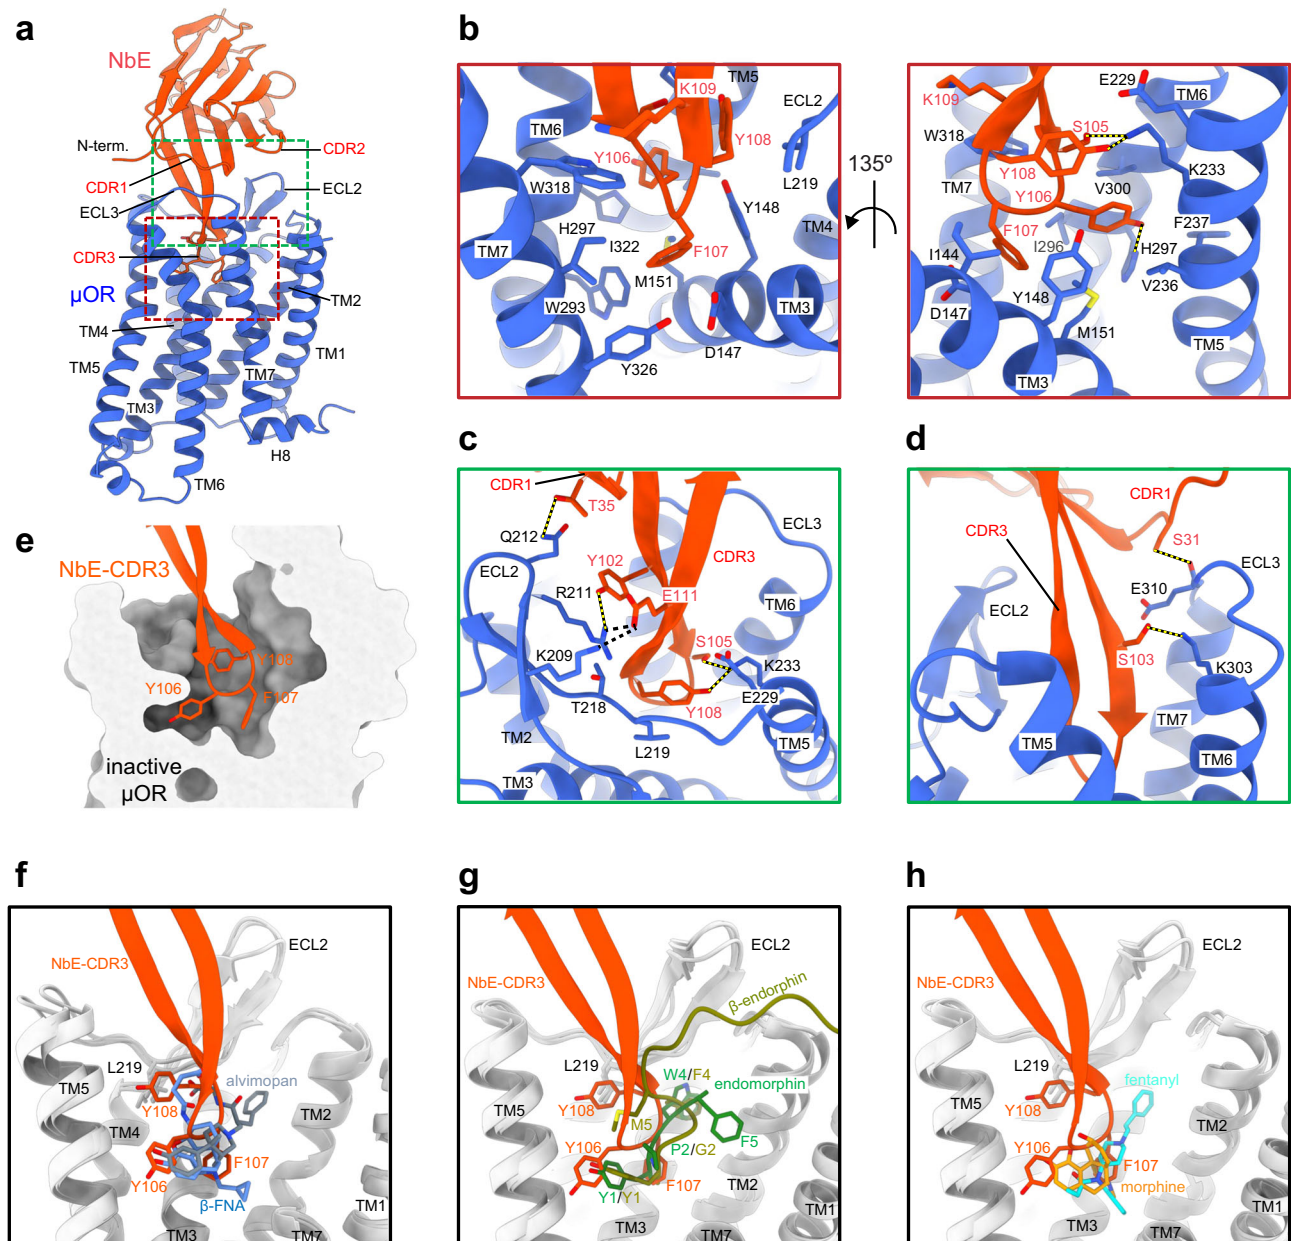 a
NbE
N-term.
CDR2
CDR1
ECL2
ECL3
CDR3
µOR
TM2
TM4
TM1
TM5
TM7
TM3
H8
TM6
b
K109
TM5
ECL2
TM6
Y108
Y106
W318
L219
Y148
H297
I322
TM4
TM7
F107
M151
W293
TM3
D147
Y326
135º
E229
TM6
K109
S105
W318
Y108
K233
TM7
V300
Y106
F237
F107
I296
H297
I144
V236
Y148
D147
M151
TM5
TM3
c
CDR1
T35
ECL3
Q212
Y102
CDR3
ECL2
R211
E111
TM6
S105
K209
K233
E229
T218
Y108
TM2
L219
TM5
TM3
d
CDR1
CDR3
S31
ECL3
E310
ECL2
S103
K303
TM7
TM5
TM6
e
NbE-CDR3
Y108
Y106
F107
inactive
µOR
f
ECL2
NbE-CDR3
L219
alvimopan
TM5
Y108
TM2
TM4
F107
Y106
β-FNA
TM1
TM3
TM7
g
ECL2
NbE-CDR3
β-endorphin
L219
W4/F4
endomorphin
TM5
Y108
M5
F5
Y106
P2/G2
F107
TM2
Y1/Y1
TM1
TM3
TM7
h
ECL2
NbE-CDR3
L219
fentanyl
TM5
Y108
TM2
Y106
F107
morphine
TM1
TM3
TM7